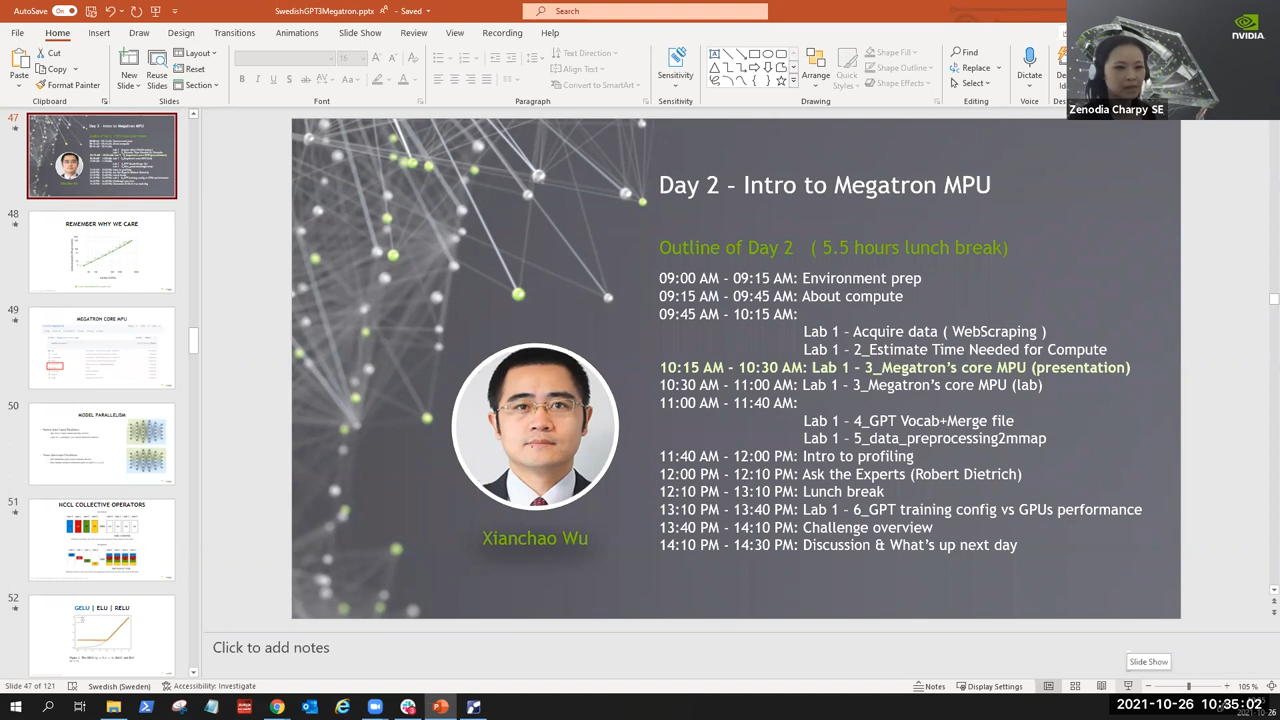 AutoSave On SwedishGPT3Megatron.pptx - Saved Search
File Home Insert Draw Design Transitions Animations Slide Show Review View Recording Help
Paste Cut Copy Format Painter Clipboard
New Slide Reuse Slides Layout Reset Section Slides
16 Aa Font
Text Direction Align Text Convert to SmartArt Paragraph
Sensitivity Sensitivity
Arrange Quick Styles Shape Fill Shape Outline Shape Effects Drawing
Find Replace Select Editing
Dictate Voice
NVIDIA.
Zenodia Charpy SE
47
48
REMEMBER WHY WE CARE
49
MEGATRON CORE MPU
50
MODEL PARALLELISM
51
NCCL COLLECTIVE OPERATORS
52
GELU | ELU | RELU
Day 2 - Intro to Megatron MPU
Outline of Day 2 ( 5.5 hours lunch break)
09:00 AM - 09:15 AM: Environment prep
09:15 AM - 09:45 AM: About compute
09:45 AM - 10:15 AM:
Lab 1 - Acquire data ( WebScraping )
Lab 1 - 2_Estimate Time Needed for Compute
10:15 AM - 10:30 AM: Lab 1 - 3_Megatron's core MPU (presentation)
10:30 AM - 11:00 AM: Lab 1 - 3_Megatron's core MPU (lab)
11:00 AM - 11:40 AM:
Lab 1 - 4_GPT Vocab+Merge file
Lab 1 - 5_data_preprocessing2mmap
11:40 AM - 12:00 PM: Intro to profiling
12:00 PM - 12:10 PM: Ask the Experts (Robert Dietrich)
12:10 PM - 13:10 PM: Lunch break
13:10 PM - 13:40 PM: Lab 1 - 6_GPT training config vs GPUs performance
13:40 PM - 14:10 PM: Challenge overview
14:10 PM - 14:30 PM: Discussion & What's up next day
Xianchao Wu
Click to add notes
Slide Show
Slide 47 of 121 Swedish (Sweden) Accessibility: Investigate Notes Display Settings 105 %
2021-10-26 10:35:02